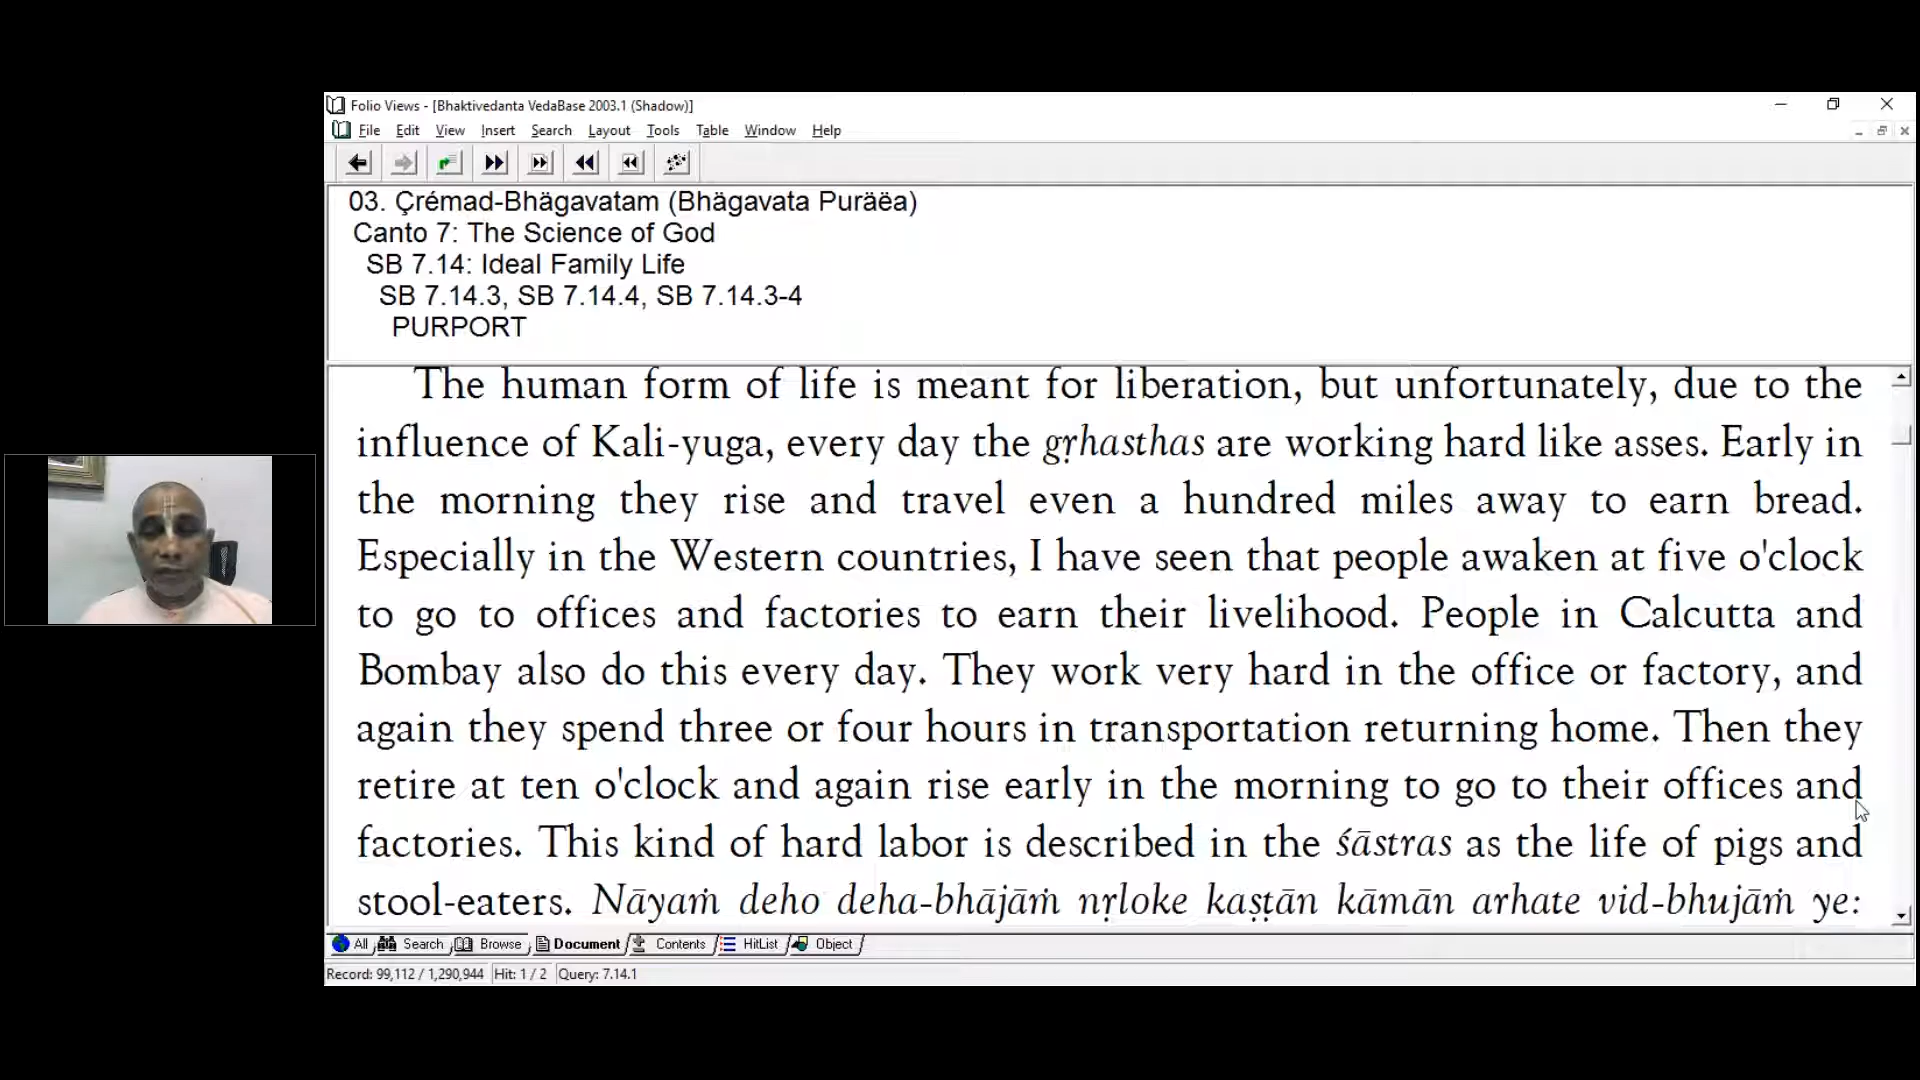 Folio Views - [Bhaktivedanta VedaBase 2003.1 (Shadow)]
File Edit View Insert Search Layout Tools Table Window Help
03. Çrémad-Bhägavatam (Bhägavata Puräëa)
Canto 7: The Science of God
SB 7.14: Ideal Family Life
SB 7.14.3, SB 7.14.4, SB 7.14.3-4
PURPORT
The human form of life is meant for liberation, but unfortunately, due to the
influence of Kali-yuga, every day the gṛhasthas are working hard like asses. Early in
the morning they rise and travel even a hundred miles away to earn bread.
Especially in the Western countries, I have seen that people awaken at five o'clock
to go to offices and factories to earn their livelihood. People in Calcutta and
Bombay also do this every day. They work very hard in the office or factory, and
again they spend three or four hours in transportation returning home. Then they
retire at ten o'clock and again rise early in the morning to go to their offices and
factories. This kind of hard labor is described in the śāstras as the life of pigs and
stool-eaters. Nāyaṁ deho deha-bhājāṁ nṛloke kaṣṭān kāmān arhate vid-bhujāṁ ye:
All Search Browse Document Contents HitList Object
Record: 99,112 / 1,290,944 Hit: 1 / 2 Query: 7.14.1